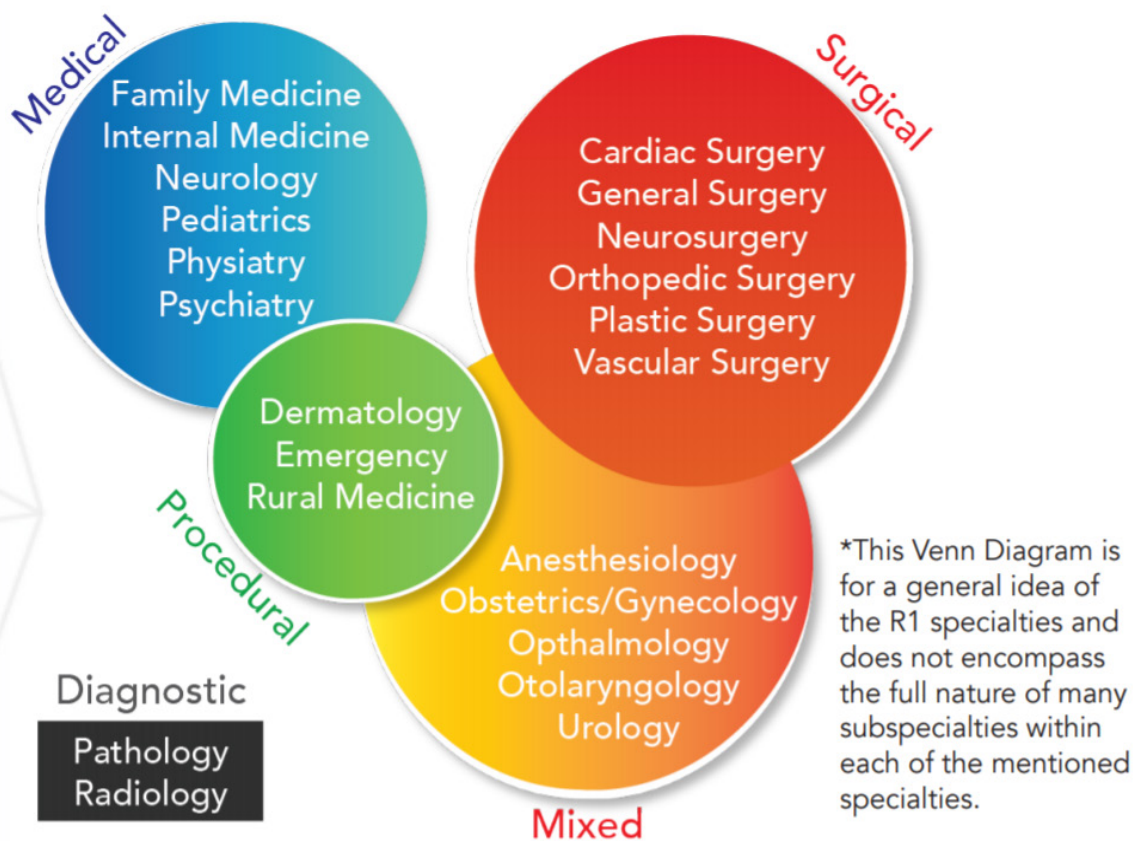 Medical
Family Medicine
Internal Medicine
Neurology
Pediatrics
Physiatry
Psychiatry
Surgical
Cardiac Surgery
General Surgery
Neurosurgery
Orthopedic Surgery
Plastic Surgery
Vascular Surgery
Procedural
Dermatology
Emergency
Rural Medicine
Mixed
Anesthesiology
Obstetrics/Gynecology
Opthalmology
Otolaryngology
Urology
Diagnostic
Pathology
Radiology
*This Venn Diagram is
for a general idea of
the R1 specialties and
does not encompass
the full nature of many
subspecialties within
each of the mentioned
specialties.